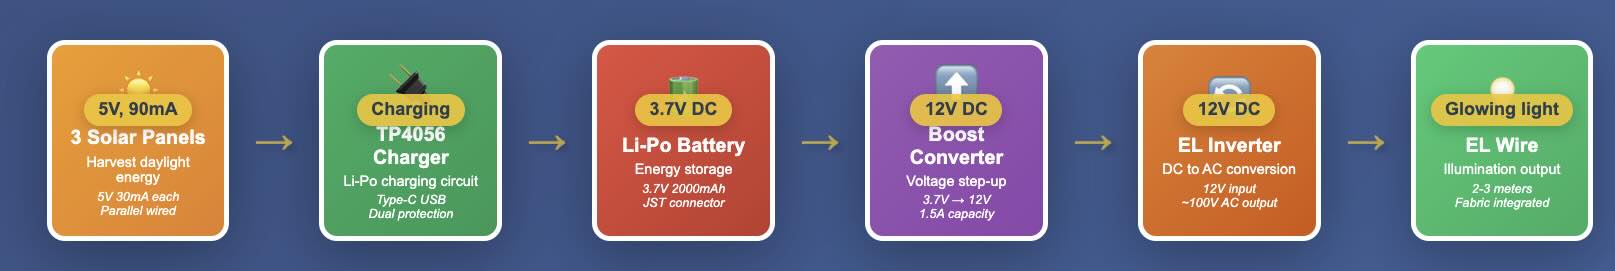 5V, 90mA
3 Solar Panels
Harvest daylight
energy
5V 30mA each
Parallel wired
→
Charging
TP4056
Charger
Li-Po charging circuit
Type-C USB
Dual protection
→
3.7V DC
Li-Po Battery
Energy storage
3.7V 2000mAh
JST connector
→
12V DC
Boost
Converter
Voltage step-up
3.7V → 12V
1.5A capacity
→
12V DC
EL Inverter
DC to AC conversion
12V input
~100V AC output
→
Glowing light
EL Wire
Illumination output
2-3 meters
Fabric integrated